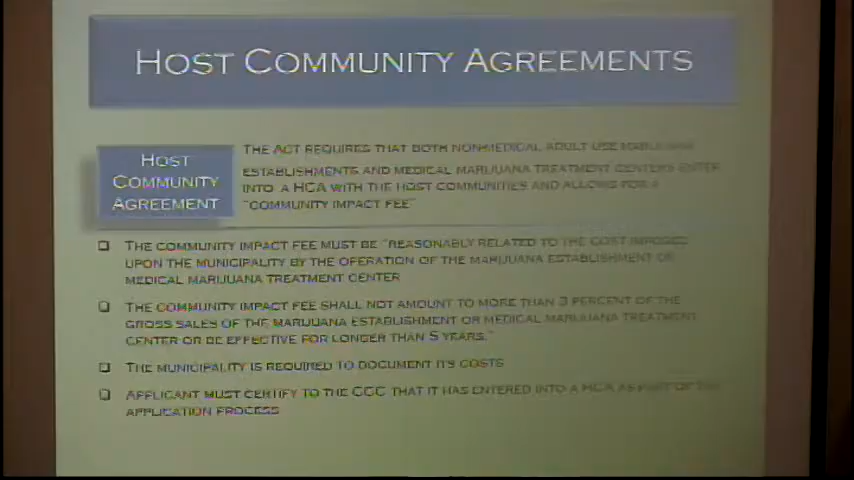 HOST COMMUNITY AGREEMENTS
HOST
COMMUNITY
AGREEMENT
THE ACT REQUIRES THAT BOTH NONMEDICAL ADULT USE MARIJUANA
ESTABLISHMENTS AND MEDICAL MARIJUANA TREATMENT CENTERS ENTER
INTO A HCA WITH THE HOST COMMUNITIES AND ALLOWS FOR A
"COMMUNITY IMPACT FEE"
❑ THE COMMUNITY IMPACT FEE MUST BE "REASONABLY RELATED TO THE COST IMPOSED
UPON THE MUNICIPALITY BY THE OPERATION OF THE MARIJUANA ESTABLISHMENT OR
MEDICAL MARIJUANA TREATMENT CENTER
❑ THE COMMUNITY IMPACT FEE SHALL NOT AMOUNT TO MORE THAN 3 PERCENT OF THE
GROSS SALES OF THE MARIJUANA ESTABLISHMENT OR MEDICAL MARIJUANA TREATMENT
CENTER OR BE EFFECTIVE FOR LONGER THAN 5 YEARS."
❑ THE MUNICIPALITY IS REQUIRED TO DOCUMENT ITS COSTS
❑ APPLICANT MUST CERTIFY TO THE CCC THAT IT HAS ENTERED INTO A HCA AS PART OF THE
APPLICATION PROCESS